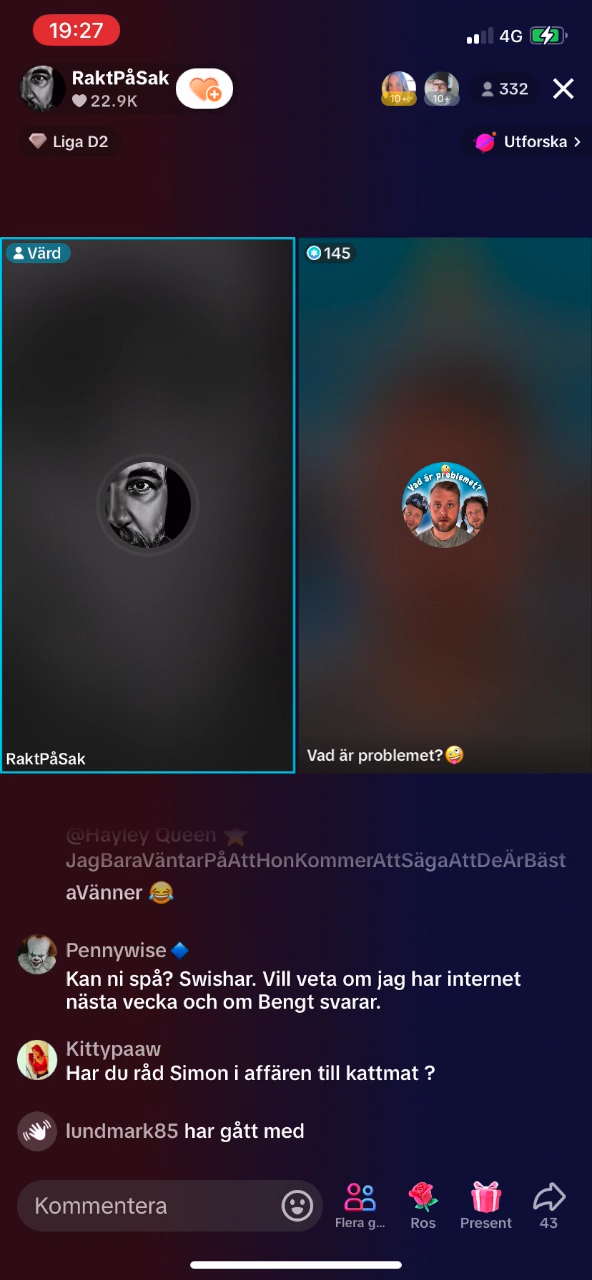 19:27
4G
RaktPåSak
22.9K
10+
10+
332
Liga D2
Utforska >
Värd
145
Vad är problemet?
RaktPåSak
Vad är problemet?🤪
@Hayley Queen ⭐
JagBaraVäntarPåAttHonKommerAttSägaAttDeÄrBäst
aVänner 😂
Pennywise🔹
Kan ni spå? Swishar. Vill veta om jag har internet
nästa vecka och om Bengt svarar.
Kittypaaw
Har du råd Simon i affären till kattmat ?
lundmark85 har gått med
Kommentera
Flera g...
Ros
Present
43